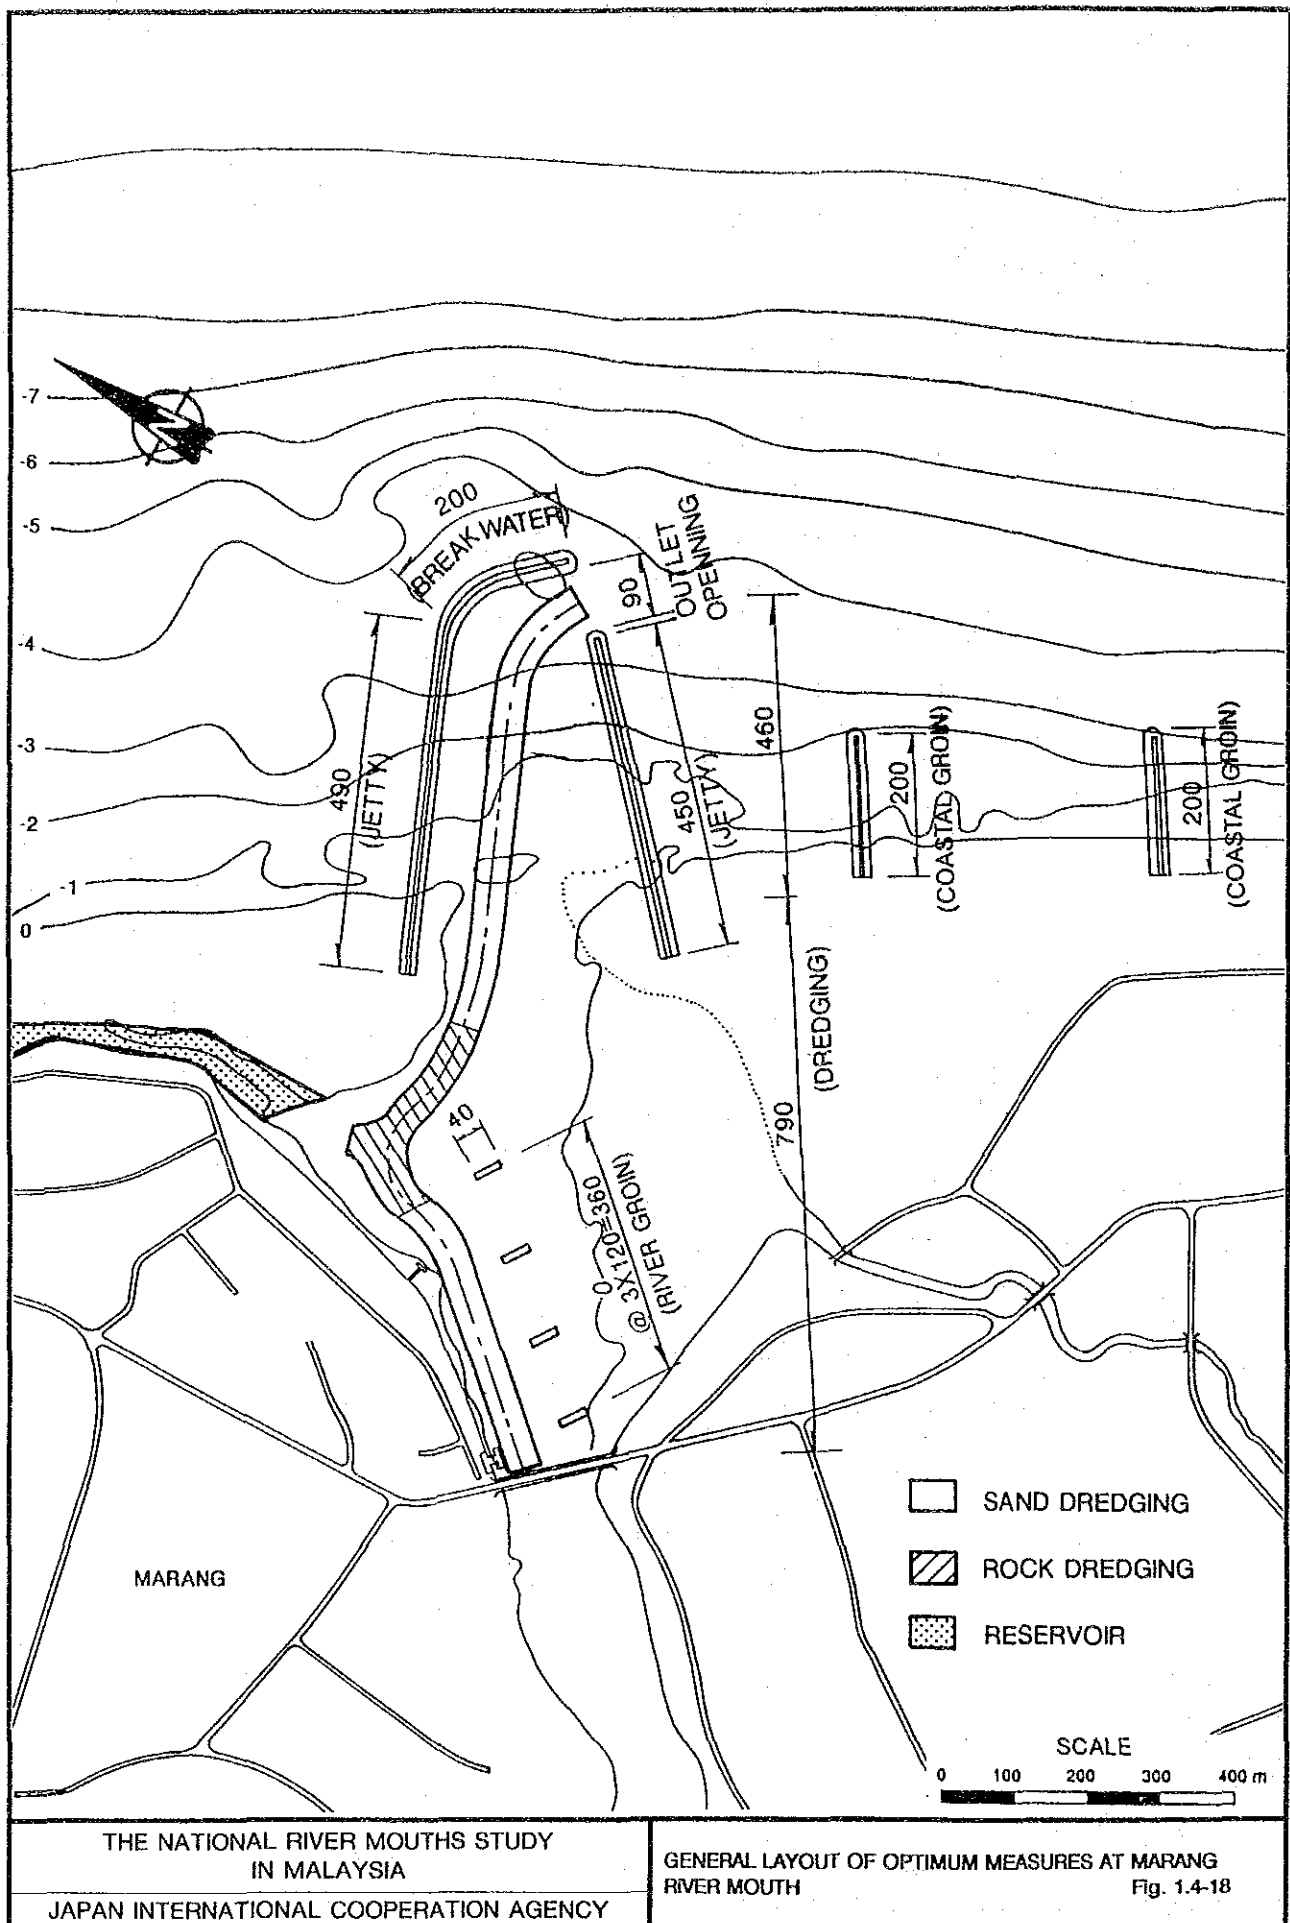 -7
-6
-5
-4
-3
-2
-1
0
200
(BREAK WATER)
90
OUTLET
OPENNING
490
(JETTY)
450
(JETTY)
460
200
(COASTAL GROIN)
200
(COASTAL GROIN)
(DREDGING)
790
40
@ 3X120=360
(RIVER GROIN)
0
MARANG
SAND DREDGING
ROCK DREDGING
RESERVOIR
SCALE
0 100 200 300 400 m
THE NATIONAL RIVER MOUTHS STUDY
IN MALAYSIA
JAPAN INTERNATIONAL COOPERATION AGENCY
GENERAL LAYOUT OF OPTIMUM MEASURES AT MARANG
RIVER MOUTH
Fig. 1.4-18